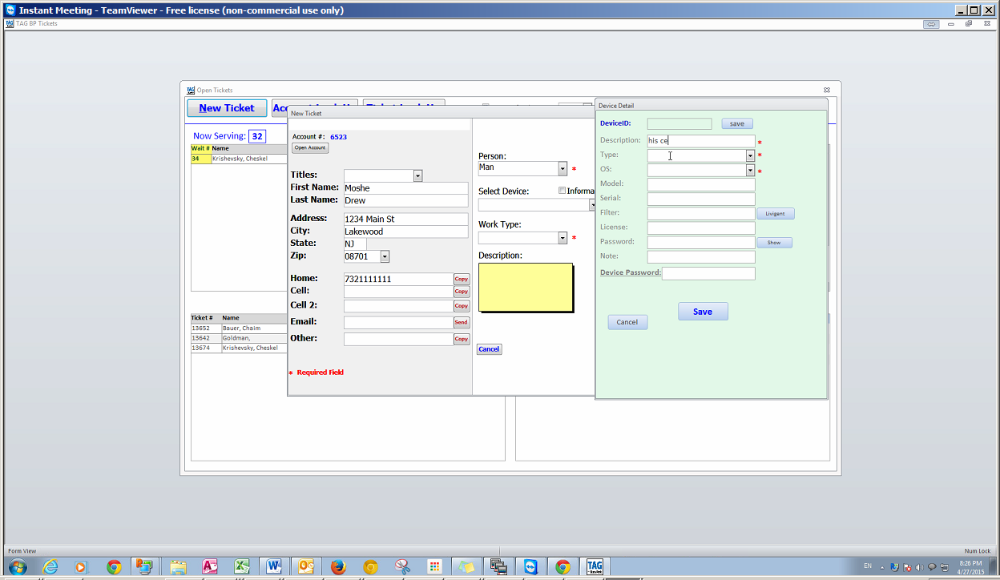 Instant Meeting - TeamViewer - Free license (non-commercial use only)
TAG BP Tickets
Open Tickets
New Ticket
Now Serving: 32
Wait # Name
34 Krishevsky, Cheskel
Ticket # Name
13652 Bauer, Chaim
13642 Goldman,
13674 Krishevsky, Cheskel
New Ticket
Account #: 6523
Open Account
Titles:
First Name: Moshe
Last Name: Drew
Address: 1234 Main St
City: Lakewood
State: NJ
Zip: 08701
Home: 7321111111 Copy
Cell: Copy
Cell 2: Copy
Email: Send
Other: Copy
* Required Field
Person:
Man *
Select Device: Informa
Work Type:
*
Description:
Cancel
Device Detail
DeviceID: save
Description: his ce *
Type: *
OS: *
Model:
Serial:
Filter: Livigent
License:
Password: Show
Note:
Device Password:
Save
Cancel
Form View Num Lock
EN 8:26 PM
4/27/2015